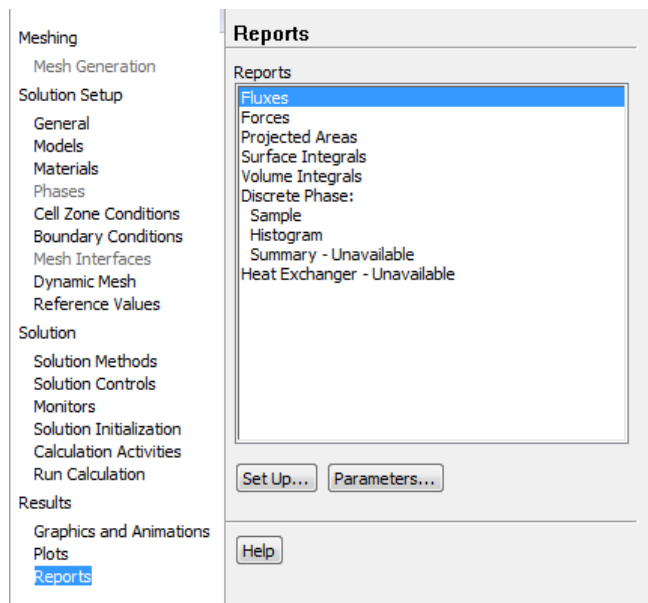 Meshing
Mesh Generation
Solution Setup
General
Models
Materials
Phases
Cell Zone Conditions
Boundary Conditions
Mesh Interfaces
Dynamic Mesh
Reference Values
Solution
Solution Methods
Solution Controls
Monitors
Solution Initialization
Calculation Activities
Run Calculation
Results
Graphics and Animations
Plots
Reports
Reports
Reports
Fluxes
Forces
Projected Areas
Surface Integrals
Volume Integrals
Discrete Phase:
Sample
Histogram
Summary - Unavailable
Heat Exchanger - Unavailable
Set Up... Parameters...
Help